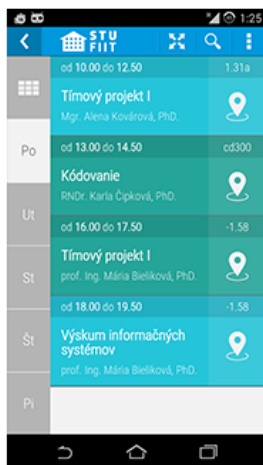 1:25
STU
FIIT
od 10.00 do 12.50 1.31a
Tímový projekt I
Mgr. Alena Kovárová, PhD.
Po
od 13.00 do 14.50 cd300
Kódovanie
RNDr. Karla Čipková, PhD.
Ut
od 16.00 do 17.50 -1.58
Tímový projekt I
prof. Ing. Mária Bieliková, PhD.
St
od 18.00 do 19.50 -1.58
Výskum informačných
systémov
prof. Ing. Mária Bieliková, PhD.
Št
Pi